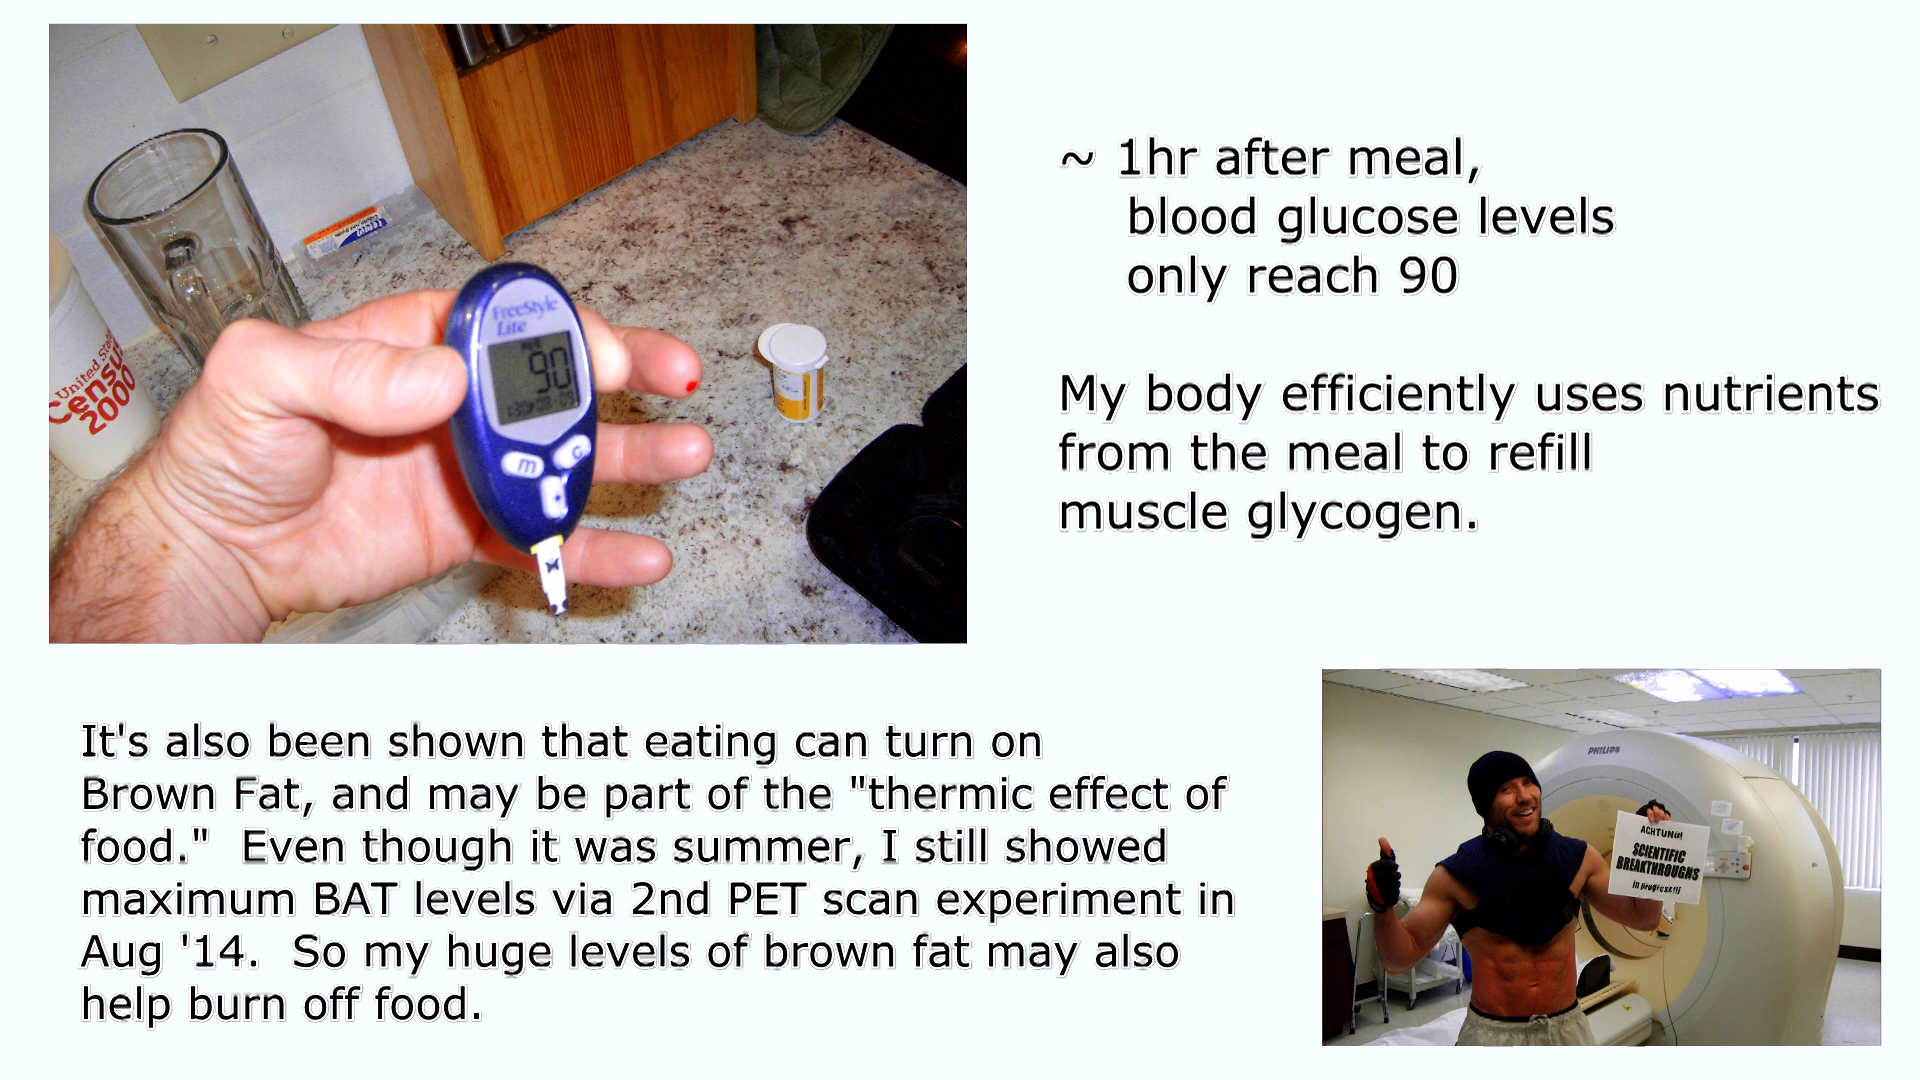 ~ 1hr after meal,
blood glucose levels
only reach 90
My body efficiently uses nutrients
from the meal to refill
muscle glycogen.
FreeStyle
Lite
90
m
c
United
Census
2000
It's also been shown that eating can turn on
Brown Fat, and may be part of the "thermic effect of
food."  Even though it was summer, I still showed
maximum BAT levels via 2nd PET scan experiment in
Aug '14.  So my huge levels of brown fat may also
help burn off food.
PHILIPS
ACHTUNG!
SCIENTIFIC
BREAKTHROUGHS
in progress!!!